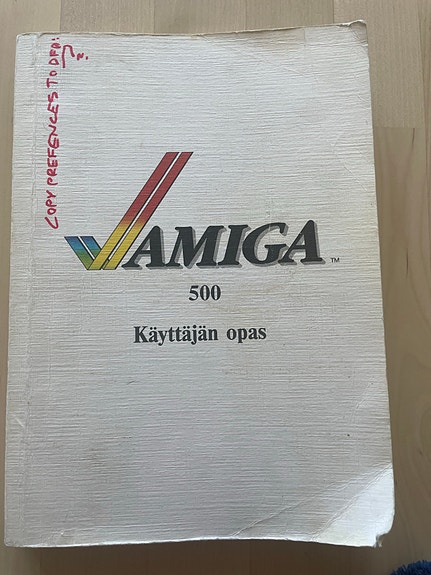 COPY PREFENCES TO DF0:
AMIGA ™
500
Käyttäjän opas